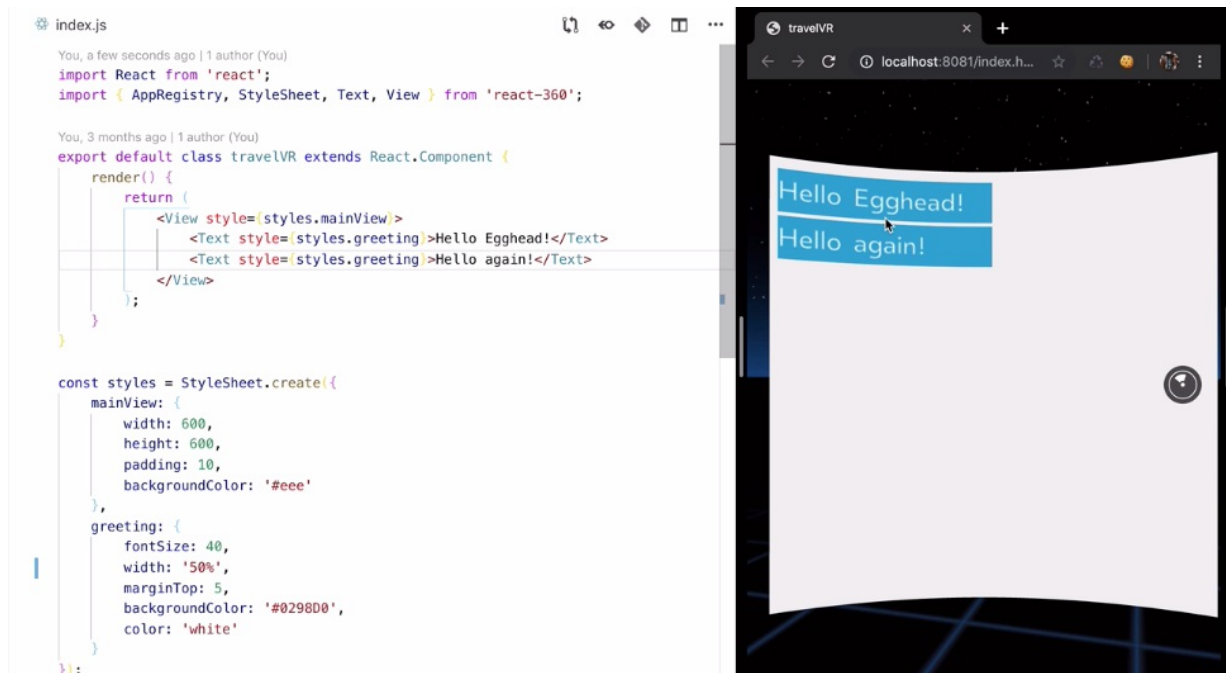 index.js
You, a few seconds ago | 1 author (You)
import React from 'react';
import { AppRegistry, StyleSheet, Text, View } from 'react-360';
You, 3 months ago | 1 author (You)
export default class travelVR extends React.Component {
render() {
return (
<View style={styles.mainView}>
<Text style={styles.greeting}>Hello Egghead!</Text>
<Text style={styles.greeting}>Hello again!</Text>
</View>
);
}
}
const styles = StyleSheet.create({
mainView: {
width: 600,
height: 600,
padding: 10,
backgroundColor: '#eee'
},
greeting: {
fontSize: 40,
width: '50%',
marginTop: 5,
backgroundColor: '#0298D0',
color: 'white'
}
});
travelVR
localhost:8081/index.h...
Hello Egghead!
Hello again!